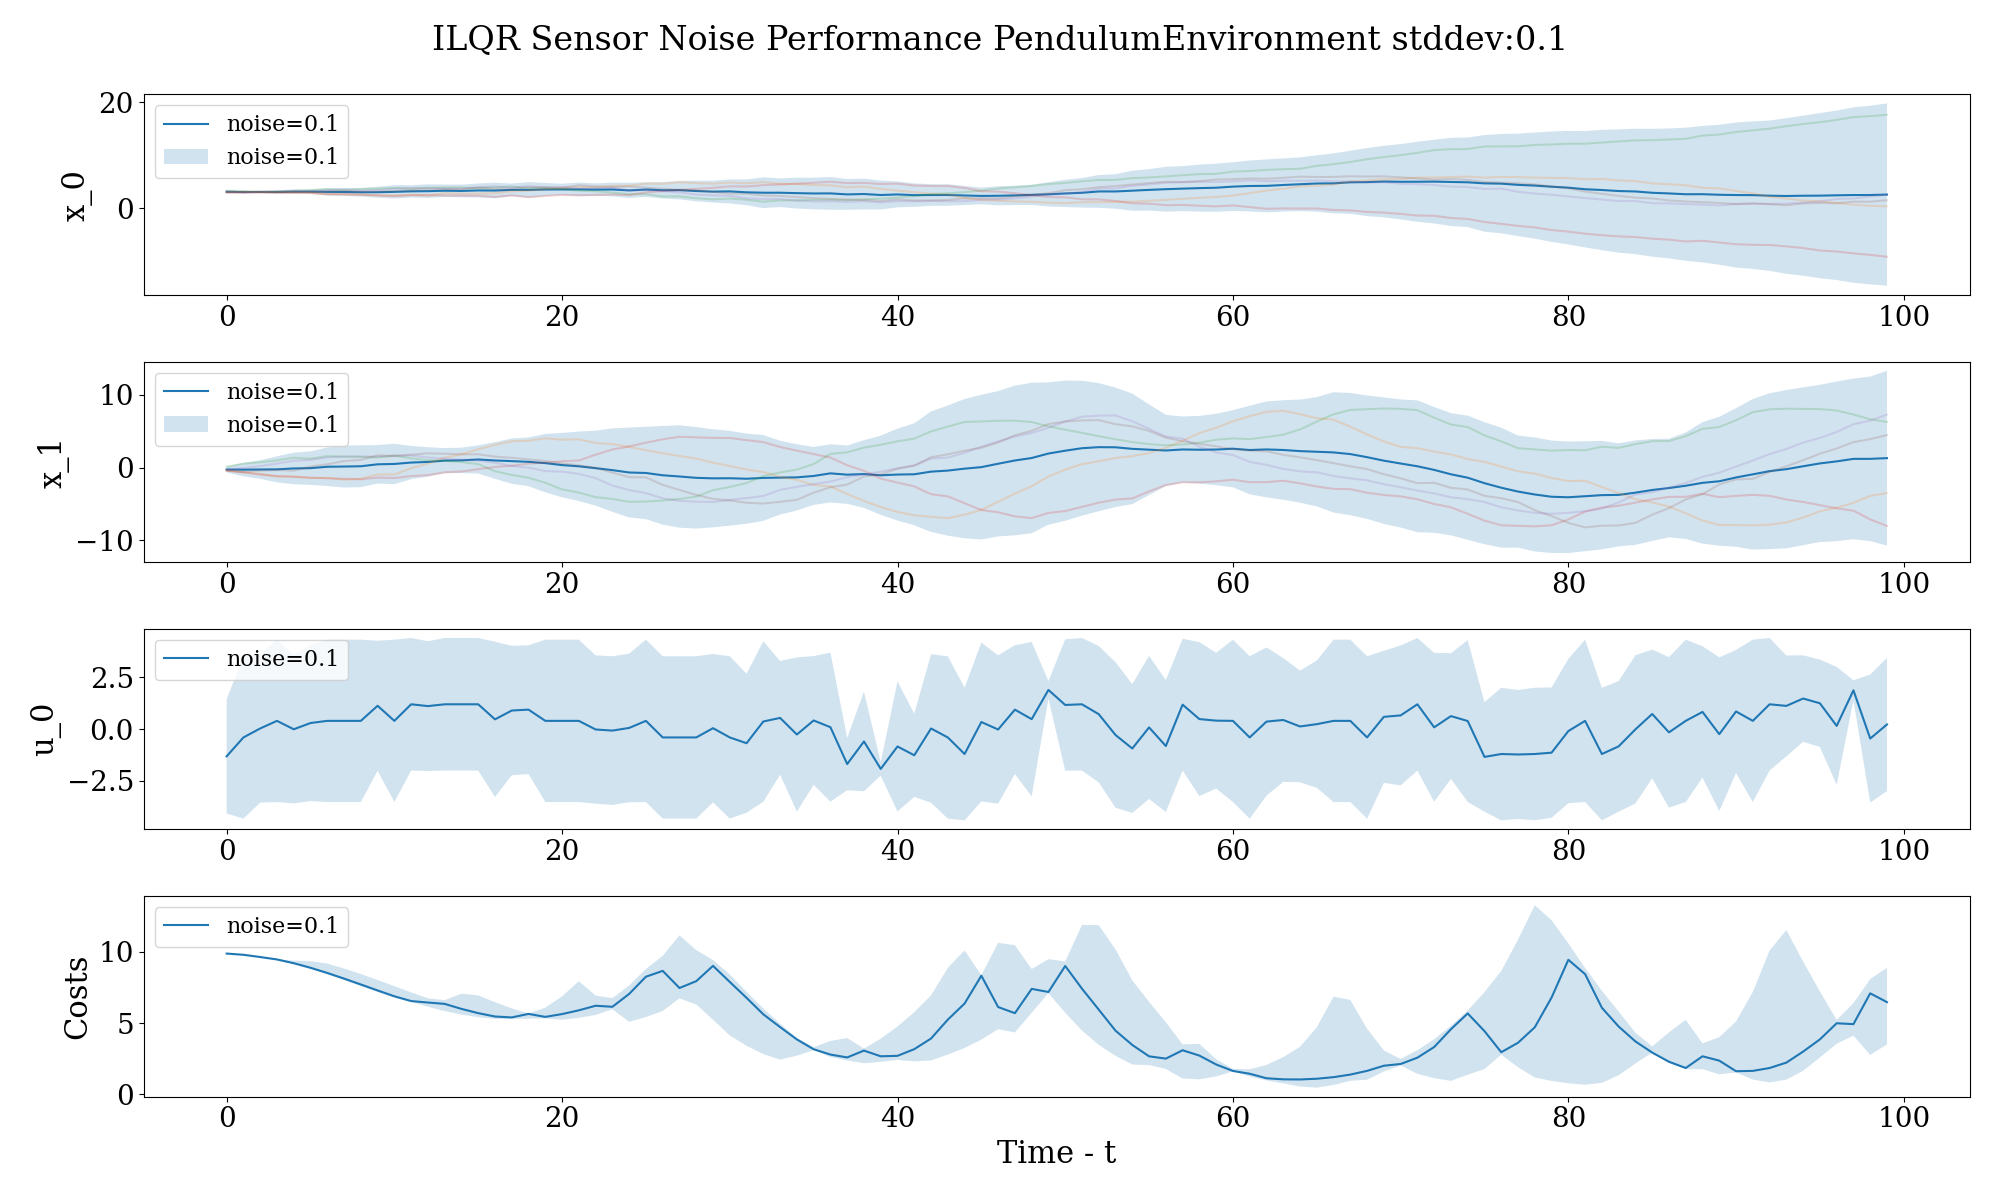 ILQR Sensor Noise Performance PendulumEnvironment stddev:0.1
20
0
x_0
noise=0.1
noise=0.1
0 20 40 60 80 100
10
0
−10
x_1
noise=0.1
noise=0.1
0 20 40 60 80 100
2.5
0.0
−2.5
u_0
noise=0.1
0 20 40 60 80 100
10
5
0
Costs
noise=0.1
0 20 40 60 80 100
Time - t